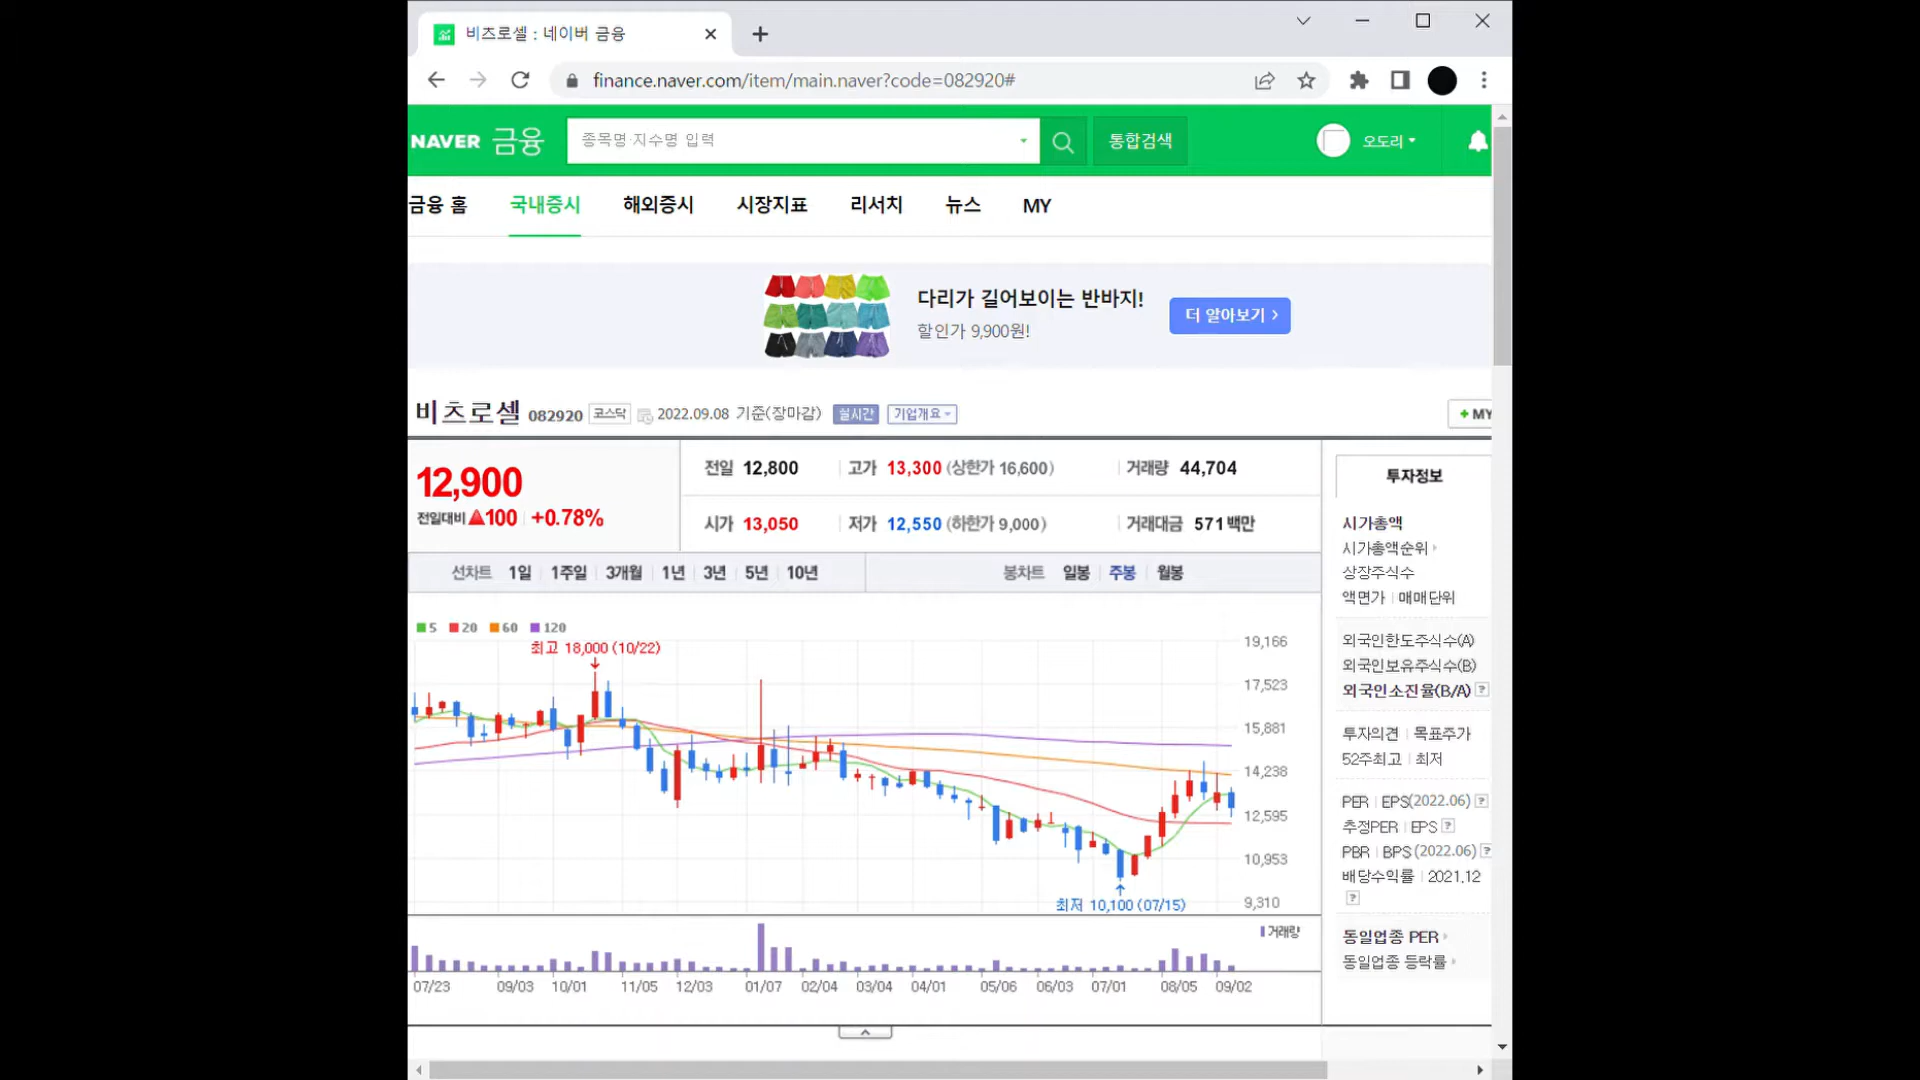 비츠로셀 : 네이버 금융
finance.naver.com/item/main.naver?code=082920#
NAVER 금융 종목명·지수명 입력 통합검색 오도리
금융 홈 국내증시 해외증시 시장지표 리서치 뉴스 MY
다리가 길어보이는 반바지!
할인가 9,900원!
더 알아보기 >
비츠로셀 082920 코스닥 2022.09.08 기준(장마감) 실시간 기업개요
+ MY
12,900
전일대비 ▲100 +0.78%
전일 12,800 고가 13,300 (상한가 16,600) 거래량 44,704
시가 13,050 저가 12,550 (하한가 9,000) 거래대금 571백만
선차트 1일 1주일 3개월 1년 3년 5년 10년 봉차트 일봉 주봉 월봉
5 20 60 120
최고 18,000 (10/22)
19,166
17,523
15,881
14,238
12,595
10,953
9,310
최저 10,100 (07/15)
거래량
07/23 09/03 10/01 11/05 12/03 01/07 02/04 03/04 04/01 05/06 06/03 07/01 08/05 09/02
투자정보
시가총액
시가총액순위
상장주식수
액면가 | 매매단위
외국인한도주식수(A)
외국인보유주식수(B)
외국인소진율(B/A) ?
투자의견 | 목표주가
52주최고 | 최저
PER | EPS(2022.06) ?
추정PER | EPS ?
PBR | BPS (2022.06) ?
배당수익률 | 2021.12
?
동일업종 PER
동일업종 등락률